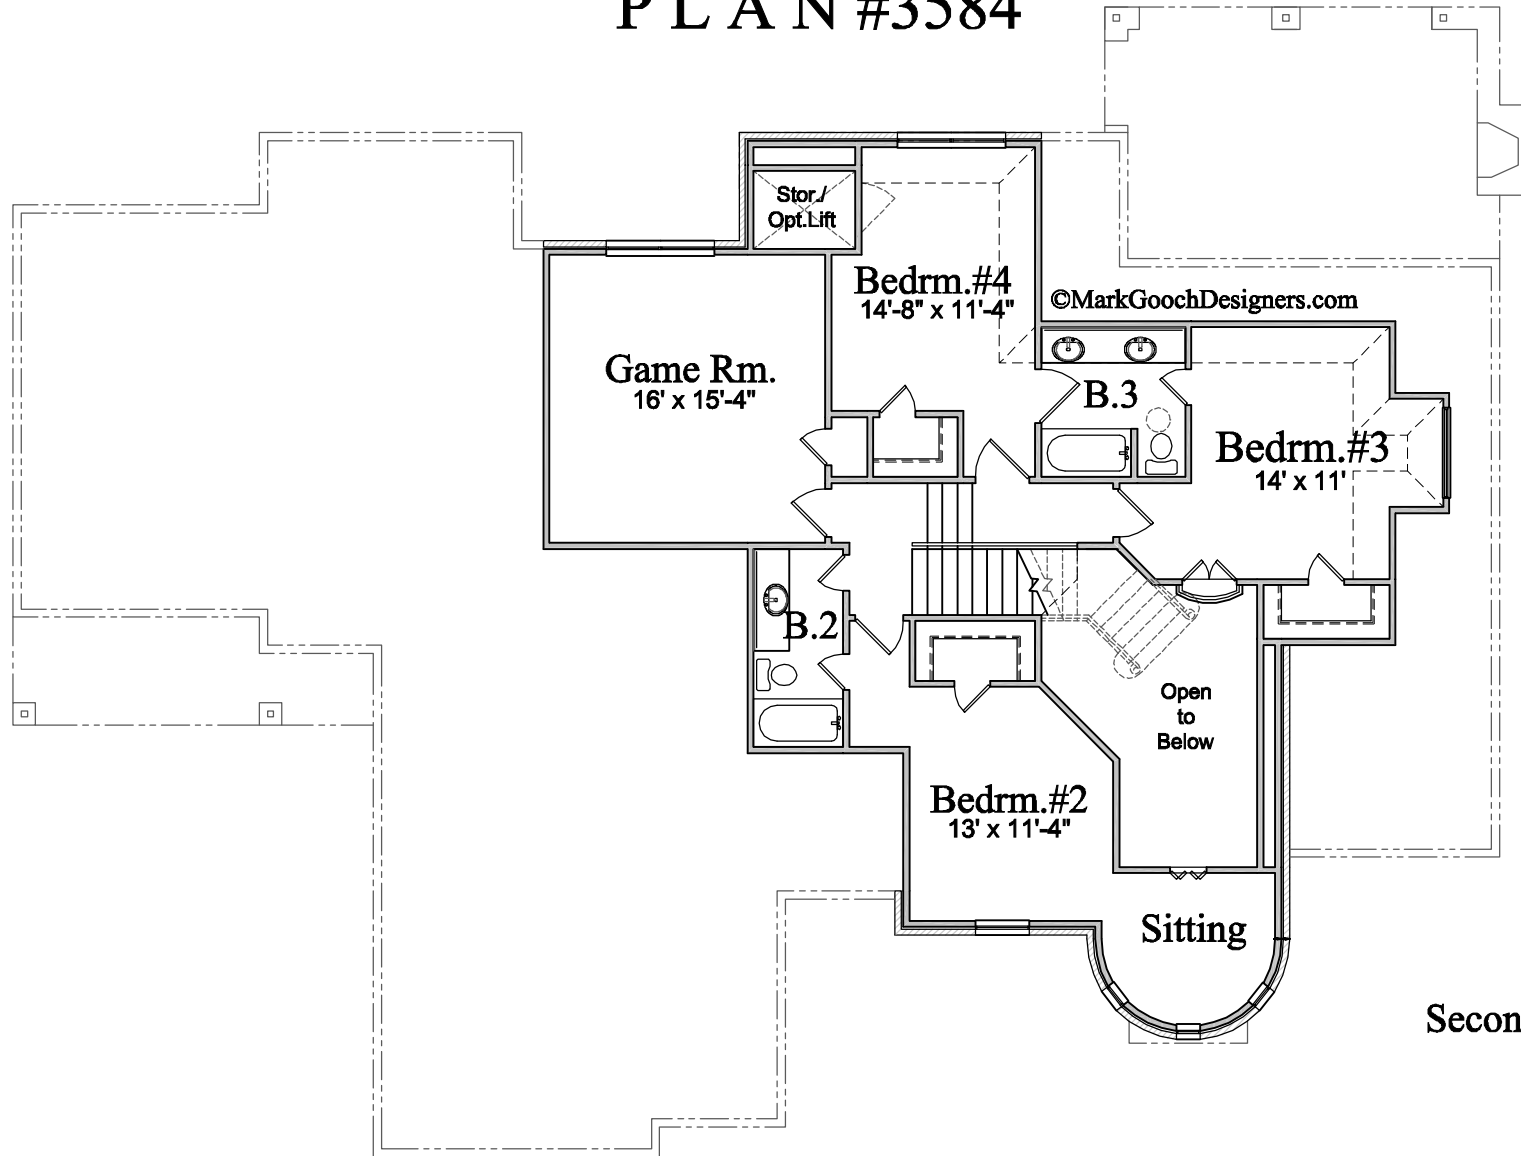 PLAN #3584
Stor./
Opt.Lift
Bedrm.#4
14'-8" x 11'-4"
©MarkGoochDesigners.com
Game Rm.
16' x 15'-4"
B.3
Bedrm.#3
14' x 11'
B.2
Open
to
Below
Bedrm.#2
13' x 11'-4"
Sitting
Secon